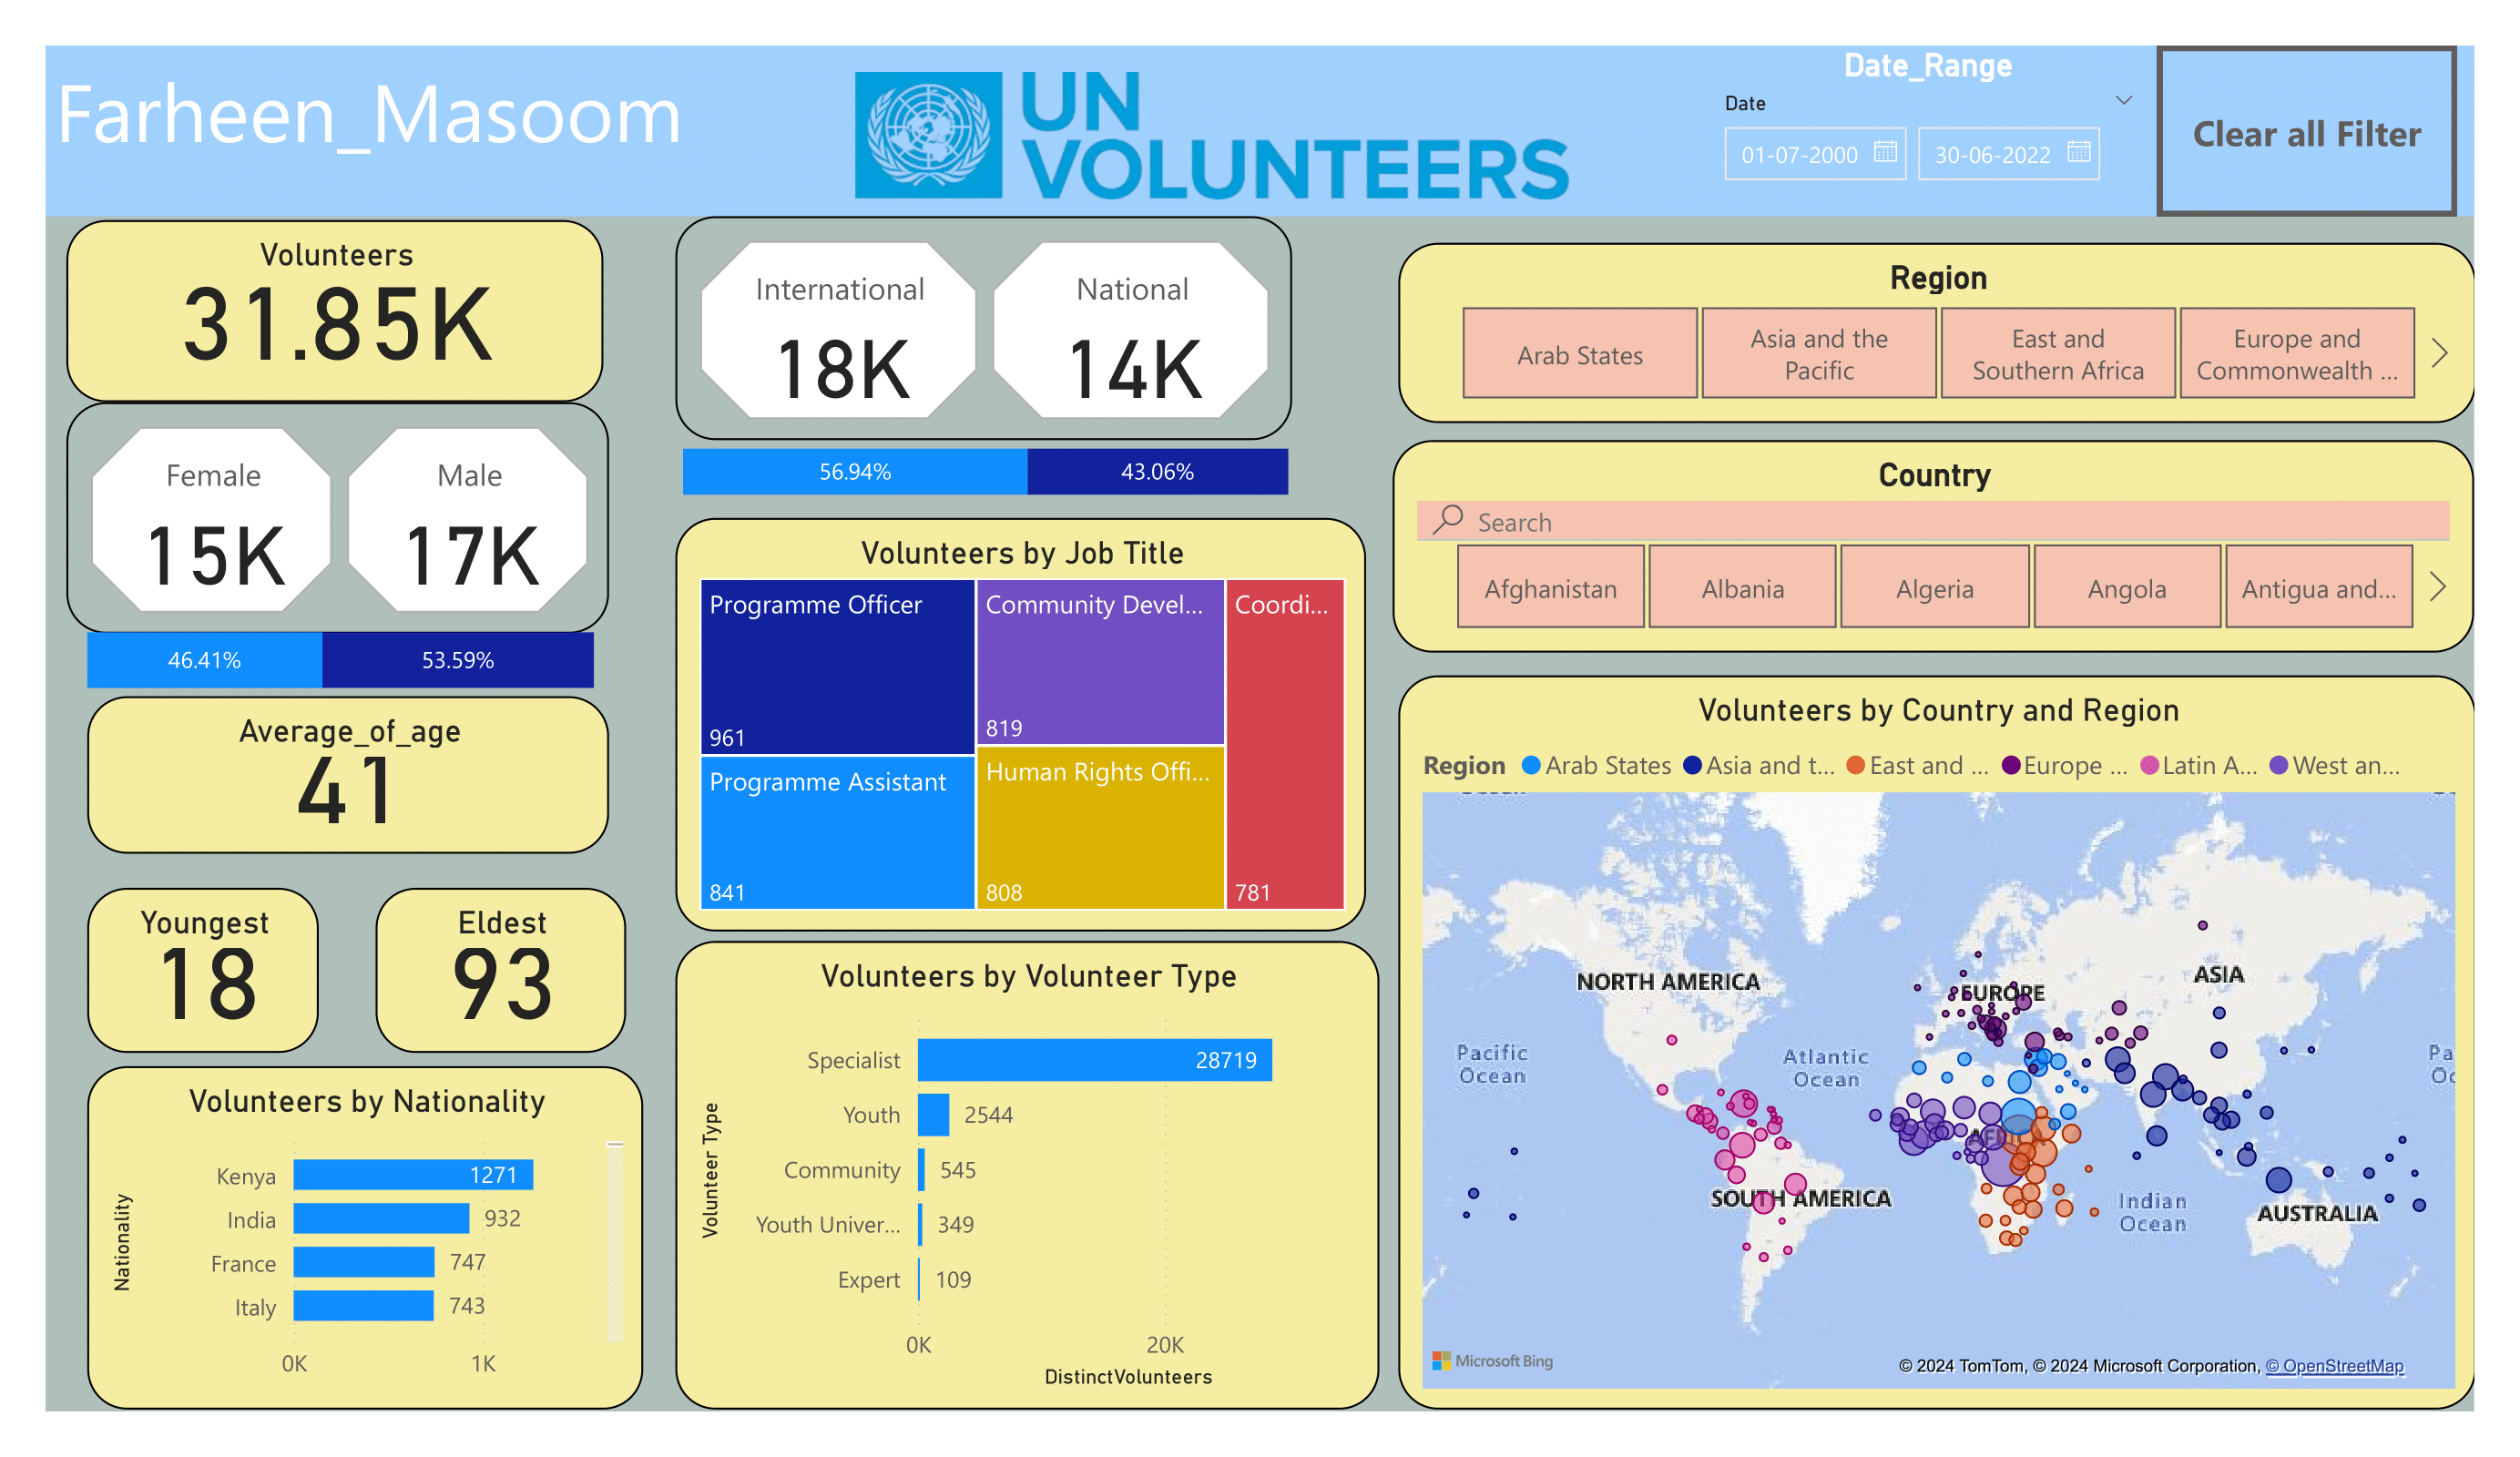 Farheen_Masoom
UN
VOLUNTEERS
Date_Range
Date
01-07-2000
30-06-2022
Clear all Filter
Volunteers
31.85K
Female
15K
Male
17K
46.41%
53.59%
Average_of_age
41
Youngest
18
Eldest
93
Volunteers by Nationality
Nationality
Kenya
1271
India
932
France
747
Italy
743
0K
1K
International
18K
National
14K
56.94%
43.06%
Volunteers by Job Title
Programme Officer
961
Programme Assistant
841
Community Devel...
819
Human Rights Offi...
808
Coordi...
781
Volunteers by Volunteer Type
Volunteer Type
Specialist
28719
Youth
2544
Community
545
Youth Univer...
349
Expert
109
0K
20K
DistinctVolunteers
Region
Arab States
Asia and the
Pacific
East and
Southern Africa
Europe and
Commonwealth ...
Country
Search
Afghanistan
Albania
Algeria
Angola
Antigua and...
Volunteers by Country and Region
Region
Arab States
Asia and t...
East and ...
Europe ...
Latin A...
West an...
NORTH AMERICA
EUROPE
ASIA
Pacific
Ocean
Atlantic
Ocean
Pa
Oc
AFRICA
SOUTH AMERICA
Indian
Ocean
AUSTRALIA
Microsoft Bing
© 2024 TomTom, © 2024 Microsoft Corporation, © OpenStreetMap